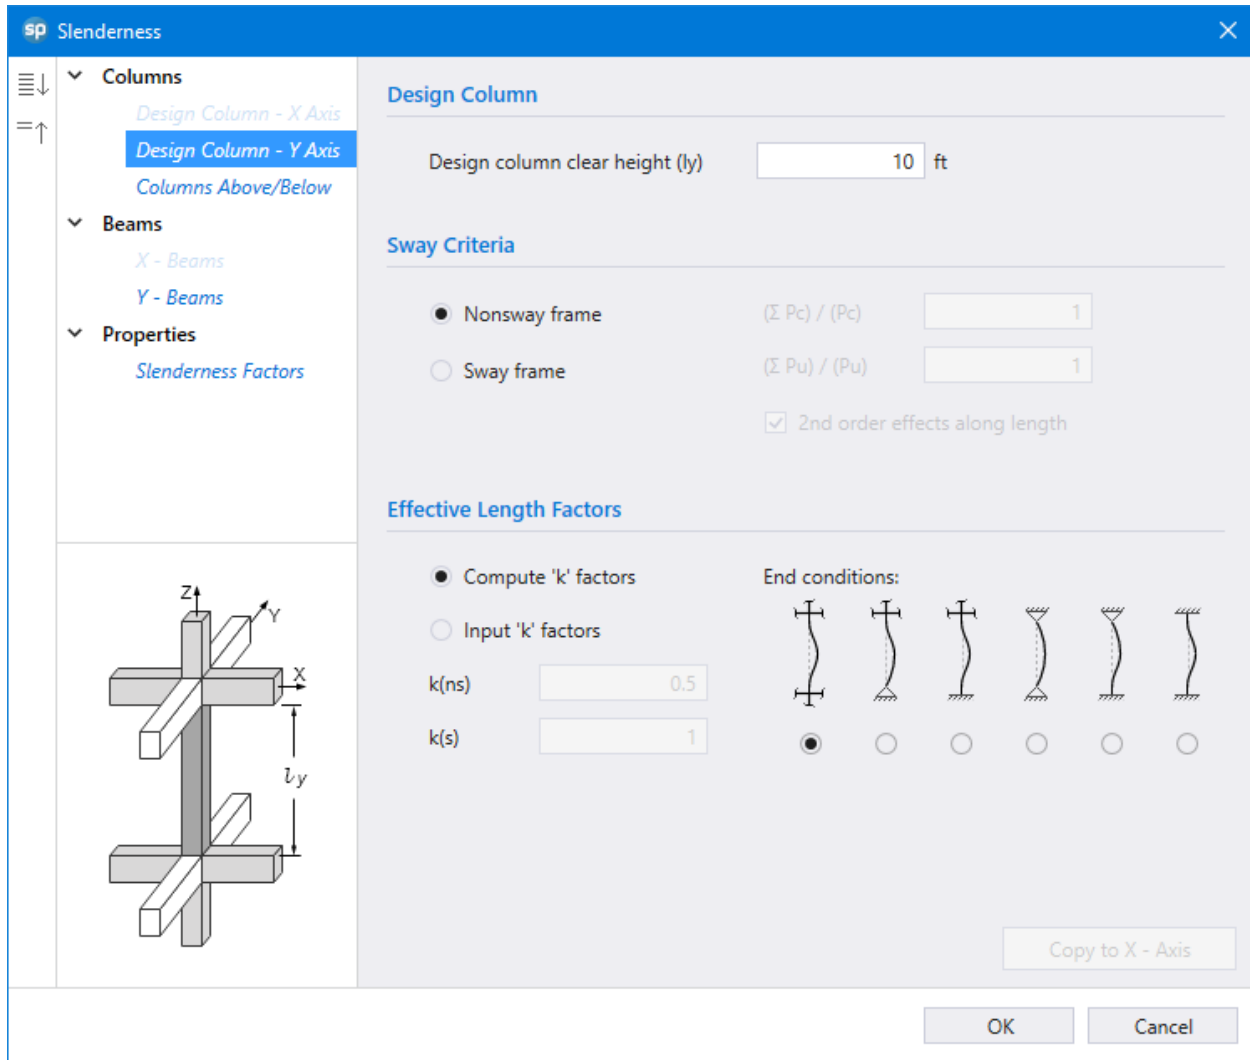 sp Slenderness
Columns
Design Column - X Axis
Design Column - Y Axis
Columns Above/Below
Beams
X - Beams
Y - Beams
Properties
Slenderness Factors
Z
Y
X
ly
Design Column
Design column clear height (ly) 10 ft
Sway Criteria
Nonsway frame (Σ Pc) / (Pc) 1
Sway frame (Σ Pu) / (Pu) 1
2nd order effects along length
Effective Length Factors
Compute 'k' factors End conditions:
Input 'k' factors
k(ns) 0.5
k(s) 1
Copy to X - Axis
OK Cancel